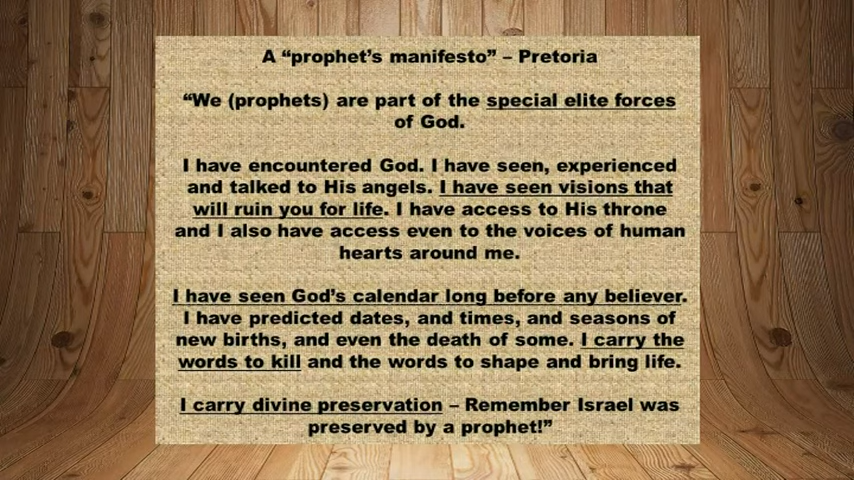 A “prophet’s manifesto” – Pretoria
“We (prophets) are part of the special elite forces
of God.
I have encountered God. I have seen, experienced
and talked to His angels. I have seen visions that
will ruin you for life. I have access to His throne
and I also have access even to the voices of human
hearts around me.
I have seen God’s calendar long before any believer.
I have predicted dates, and times, and seasons of
new births, and even the death of some. I carry the
words to kill and the words to shape and bring life.
I carry divine preservation – Remember Israel was
preserved by a prophet!”